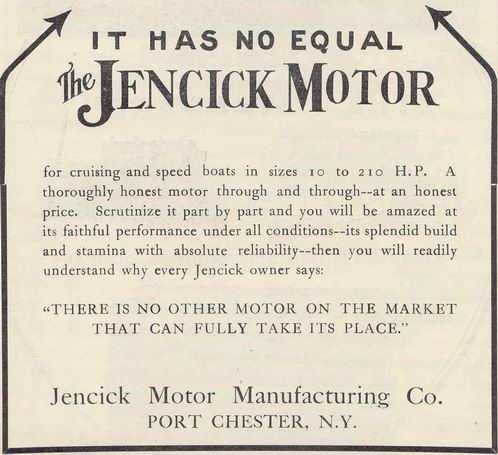 IT HAS NO EQUAL
The JENCICK MOTOR
for cruising and speed boats in sizes 10 to 210 H.P. A
thoroughly honest motor through and through--at an honest
price. Scrutinize it part by part and you will be amazed at
its faithful performance under all conditions--its splendid build
and stamina with absolute reliability--then you will readily
understand why every Jencick owner says:
“THERE IS NO OTHER MOTOR ON THE MARKET
THAT CAN FULLY TAKE ITS PLACE.”
Jencick Motor Manufacturing Co.
PORT CHESTER, N.Y.